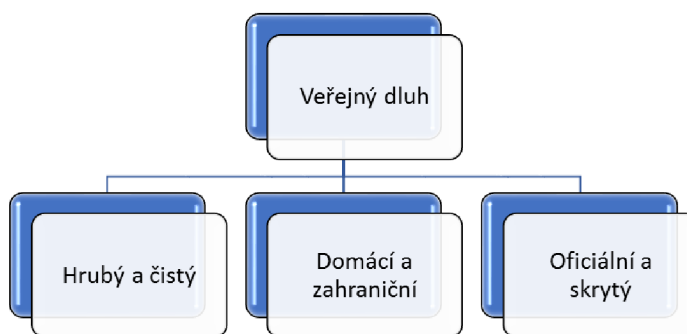 Veřejný dluh
Hrubý a čistý
Domácí a
zahraniční
Oficiální a
skrytý